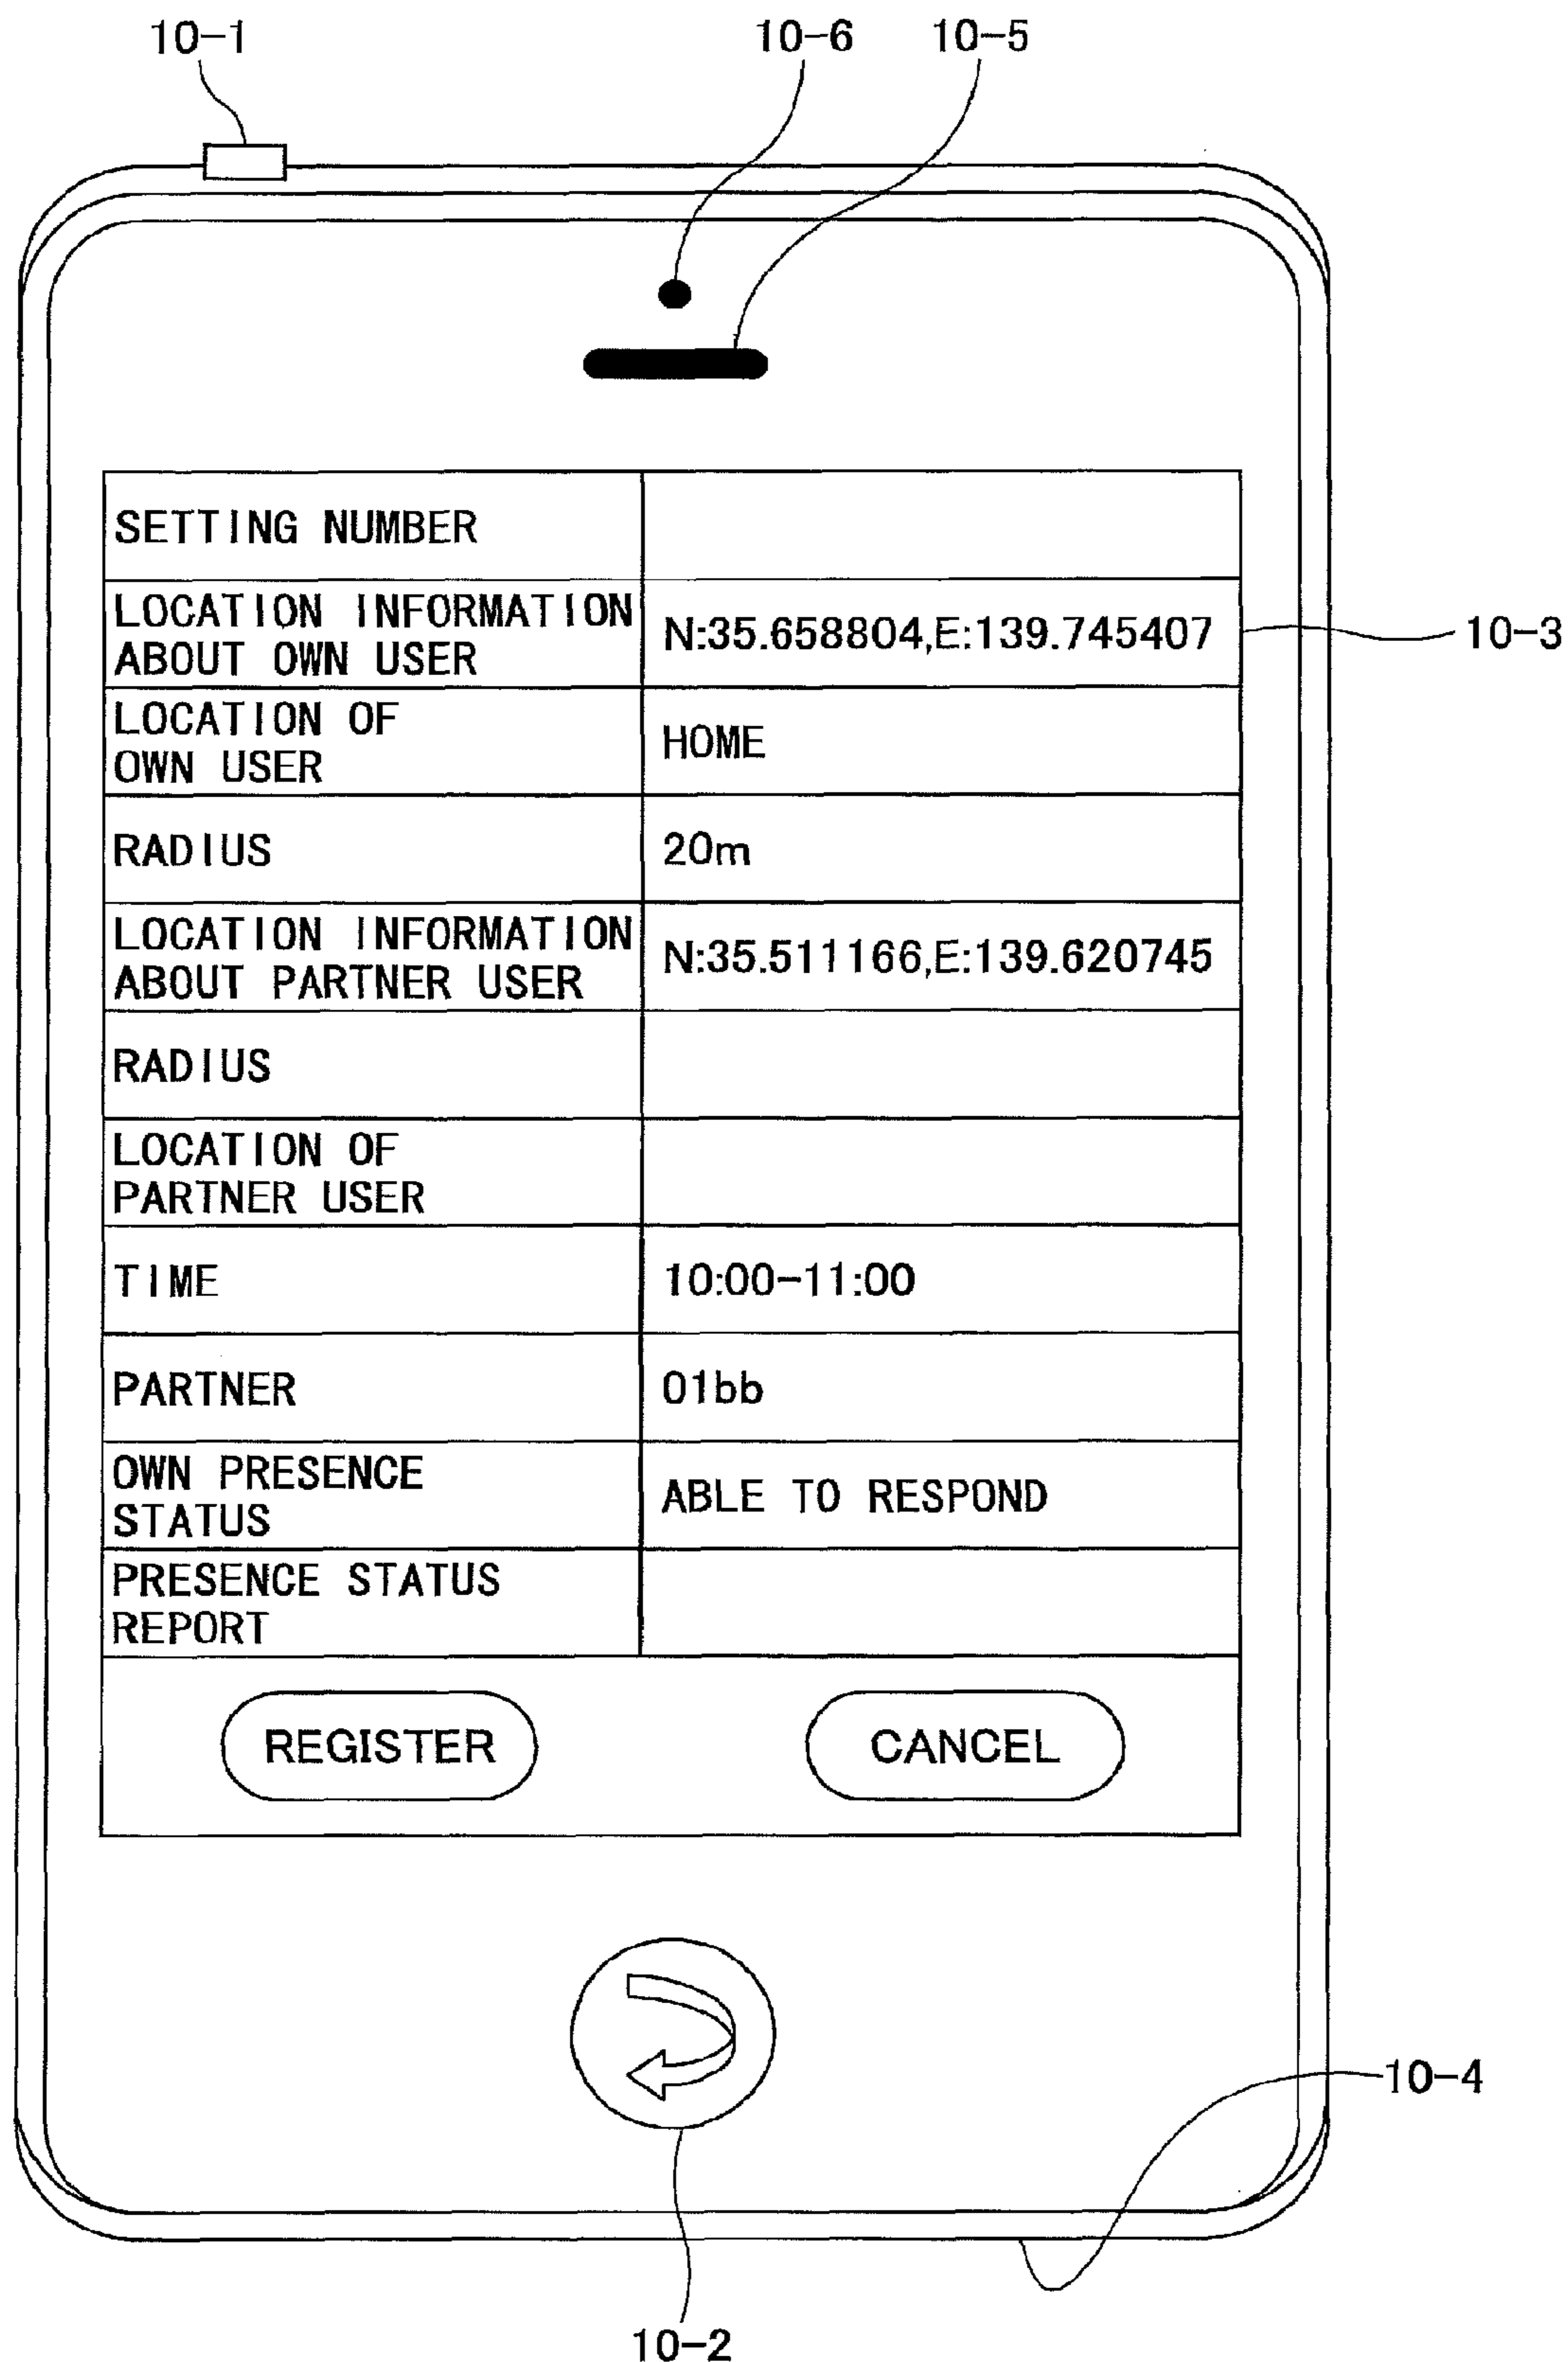 10-1
10-6
10-5
SETTING NUMBER
LOCATION INFORMATION
ABOUT OWN USER
N:35.658804,E:139.745407
10-3
LOCATION OF
OWN USER
HOME
RADIUS
20m
LOCATION INFORMATION
ABOUT PARTNER USER
N:35.511166,E:139.620745
RADIUS
LOCATION OF
PARTNER USER
TIME
10:00-11:00
PARTNER
01bb
OWN PRESENCE
STATUS
ABLE TO RESPOND
PRESENCE STATUS
REPORT
REGISTER
CANCEL
10-4
10-2